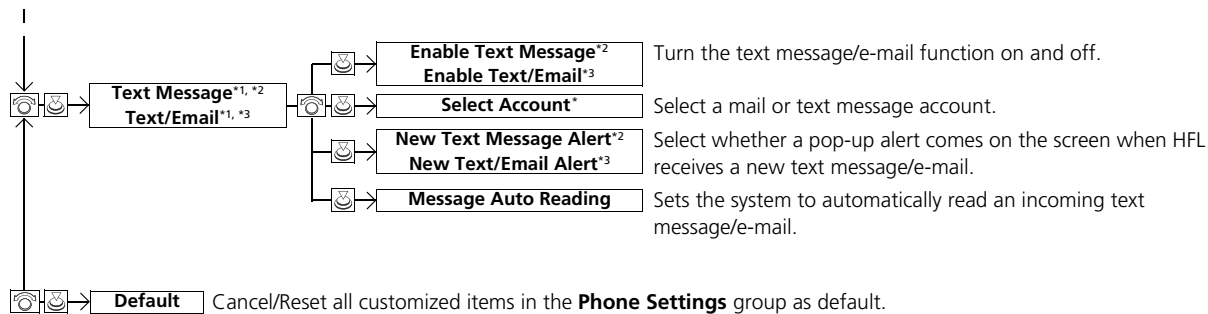 Enable Text Message*2
Enable Text/Email*3
Turn the text message/e-mail function on and off.
Text Message*1, *2
Text/Email*1, *3
Select Account*
Select a mail or text message account.
New Text Message Alert*2
New Text/Email Alert*3
Select whether a pop-up alert comes on the screen when HFL
receives a new text message/e-mail.
Message Auto Reading
Sets the system to automatically read an incoming text
message/e-mail.
Default
Cancel/Reset all customized items in the Phone Settings group as default.